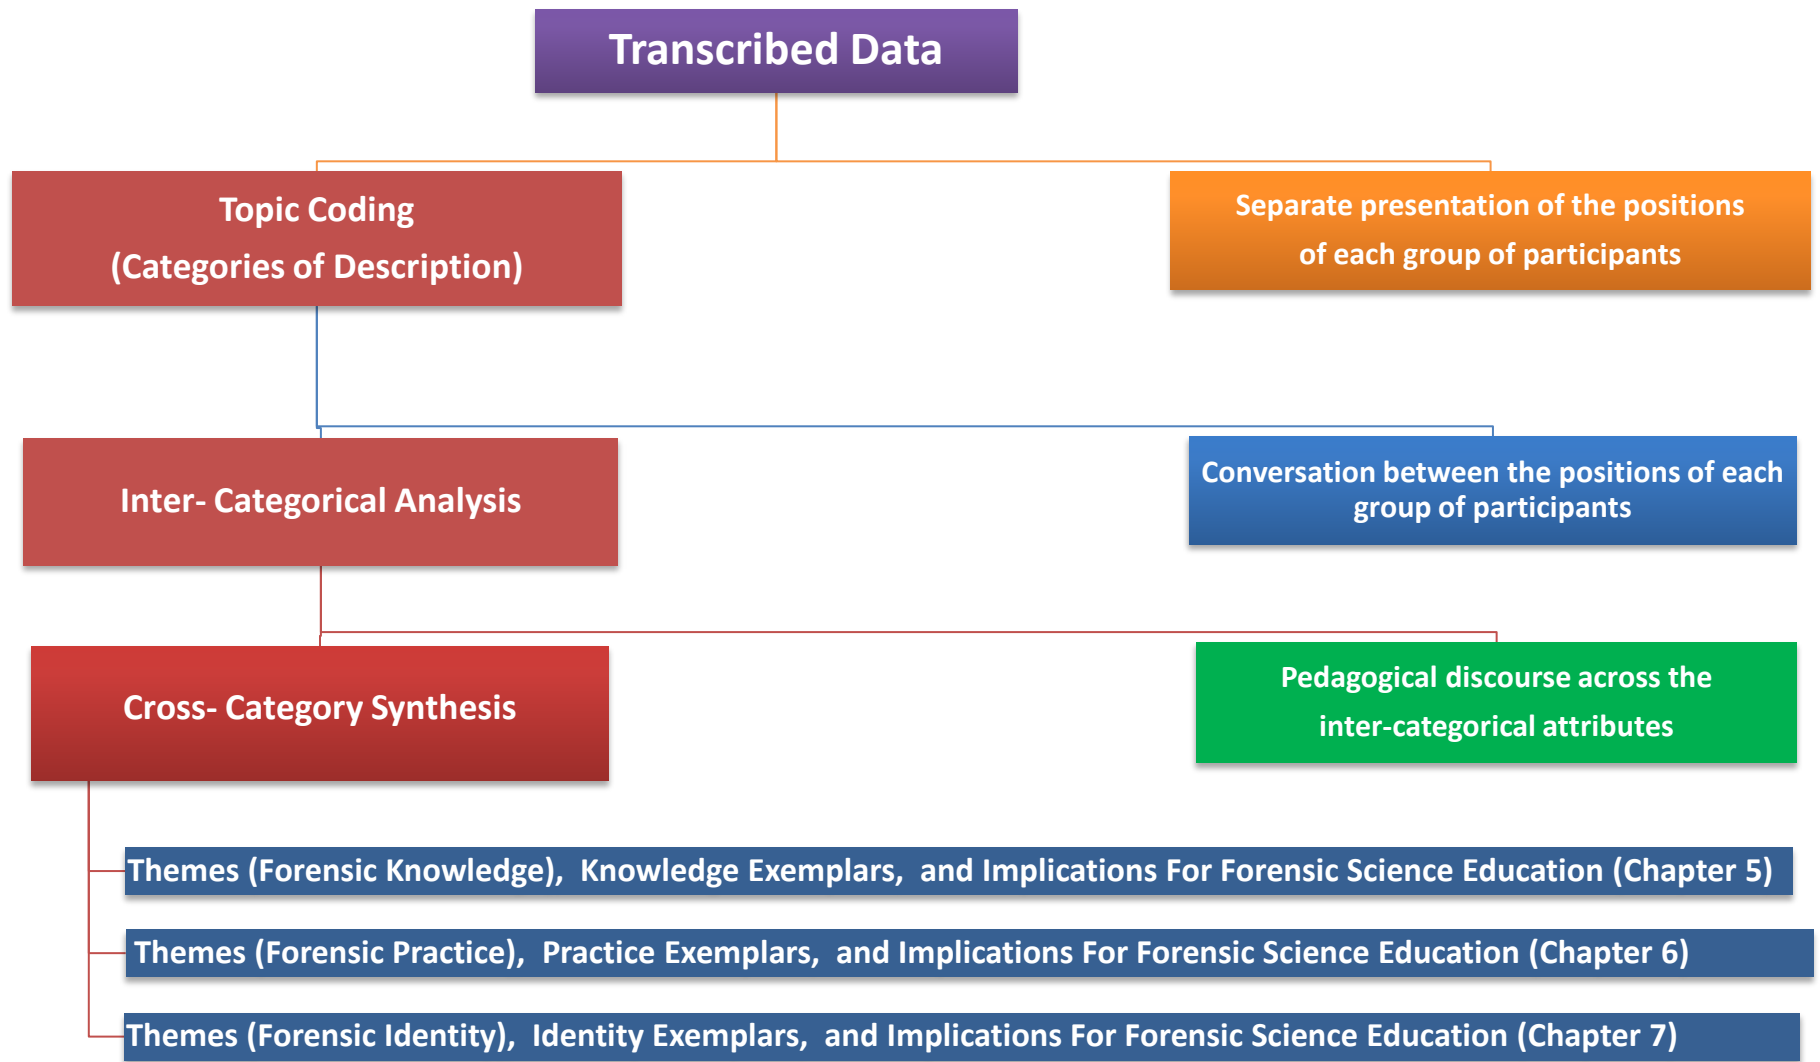 Transcribed Data
Topic Coding
(Categories of Description)
Separate presentation of the positions
of each group of participants
Inter- Categorical Analysis
Conversation between the positions of each
group of participants
Cross- Category Synthesis
Pedagogical discourse across the
inter-categorical attributes
Themes (Forensic Knowledge),  Knowledge Exemplars,  and Implications For Forensic Science Education (Chapter 5)
Themes (Forensic Practice),  Practice Exemplars,  and Implications For Forensic Science Education (Chapter 6)
Themes (Forensic Identity),  Identity Exemplars,  and Implications For Forensic Science Education (Chapter 7)